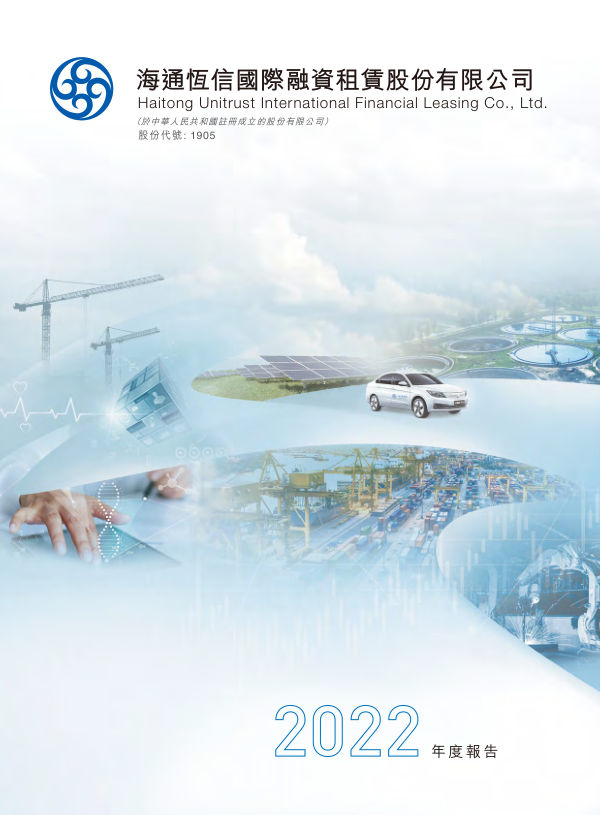 海通恆信國際融資租賃股份有限公司
Haitong Unitrust International Financial Leasing Co., Ltd.
（於中華人民共和國註冊成立的股份有限公司）
股份代號: 1905
2022 年度報告